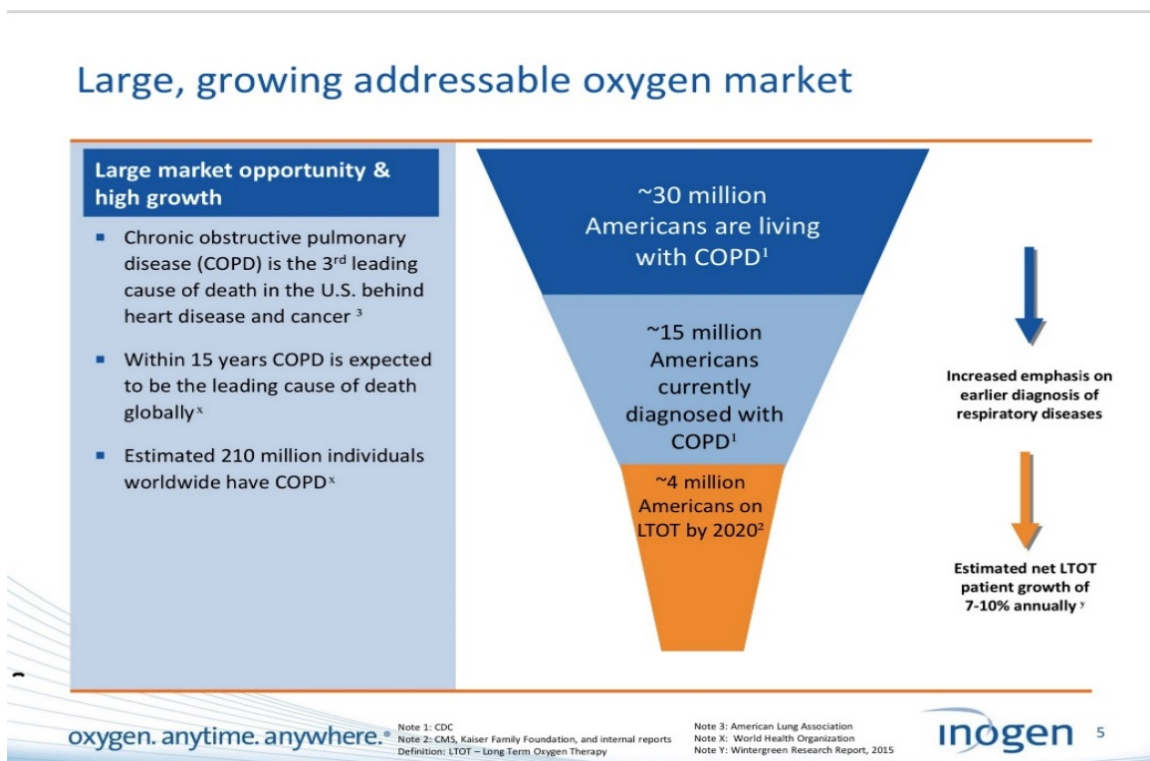 Large, growing addressable oxygen market
Large market opportunity &
high growth
▪ Chronic obstructive pulmonary
disease (COPD) is the 3rd leading
cause of death in the U.S. behind
heart disease and cancer ³
▪ Within 15 years COPD is expected
to be the leading cause of death
globallyˣ
▪ Estimated 210 million individuals
worldwide have COPDˣ
~30 million
Americans are living
with COPD¹
~15 million
Americans
currently
diagnosed with
COPD¹
~4 million
Americans on
LTOT by 2020²
Increased emphasis on
earlier diagnosis of
respiratory diseases
Estimated net LTOT
patient growth of
7-10% annually ʸ
oxygen. anytime. anywhere.®
Note 1: CDC
Note 2: CMS, Kaiser Family Foundation, and internal reports
Definition: LTOT – Long Term Oxygen Therapy
Note 3: American Lung Association
Note X: World Health Organization
Note Y: Wintergreen Research Report, 2015
inogen
5